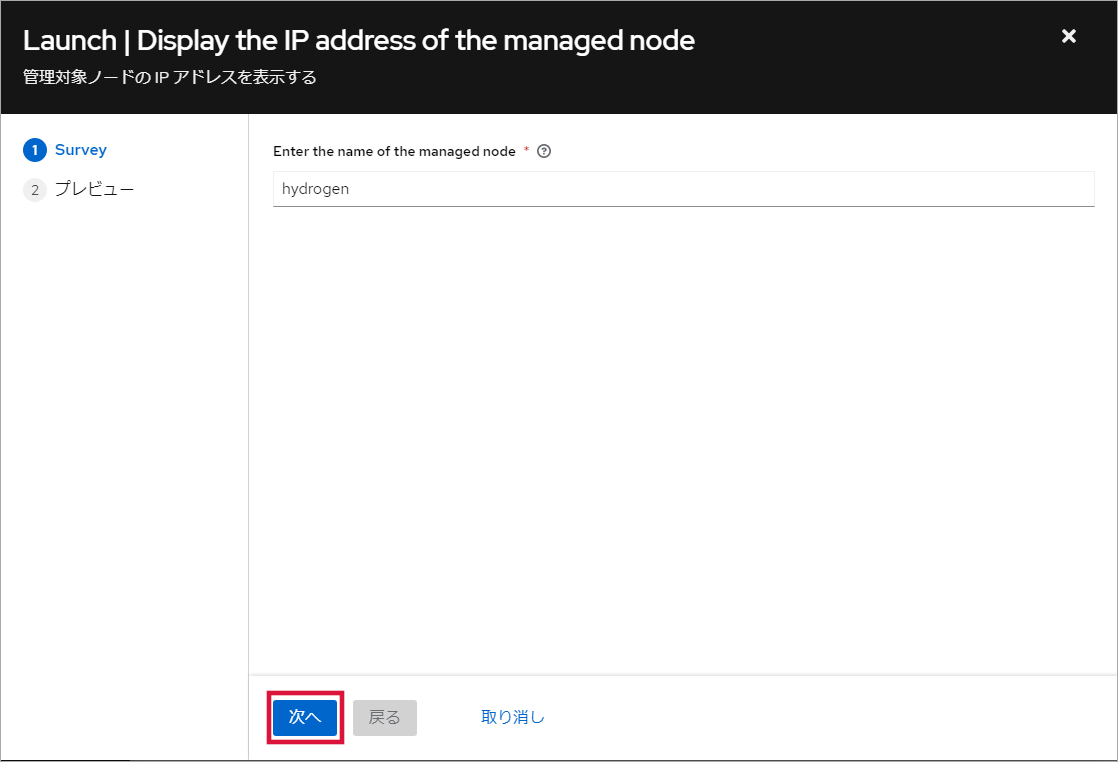 Launch | Display the IP address of the managed node
管理対象ノードの IP アドレスを表示する
1 Survey
2 プレビュー
Enter the name of the managed node *
hydrogen
次へ 戻る 取り消し